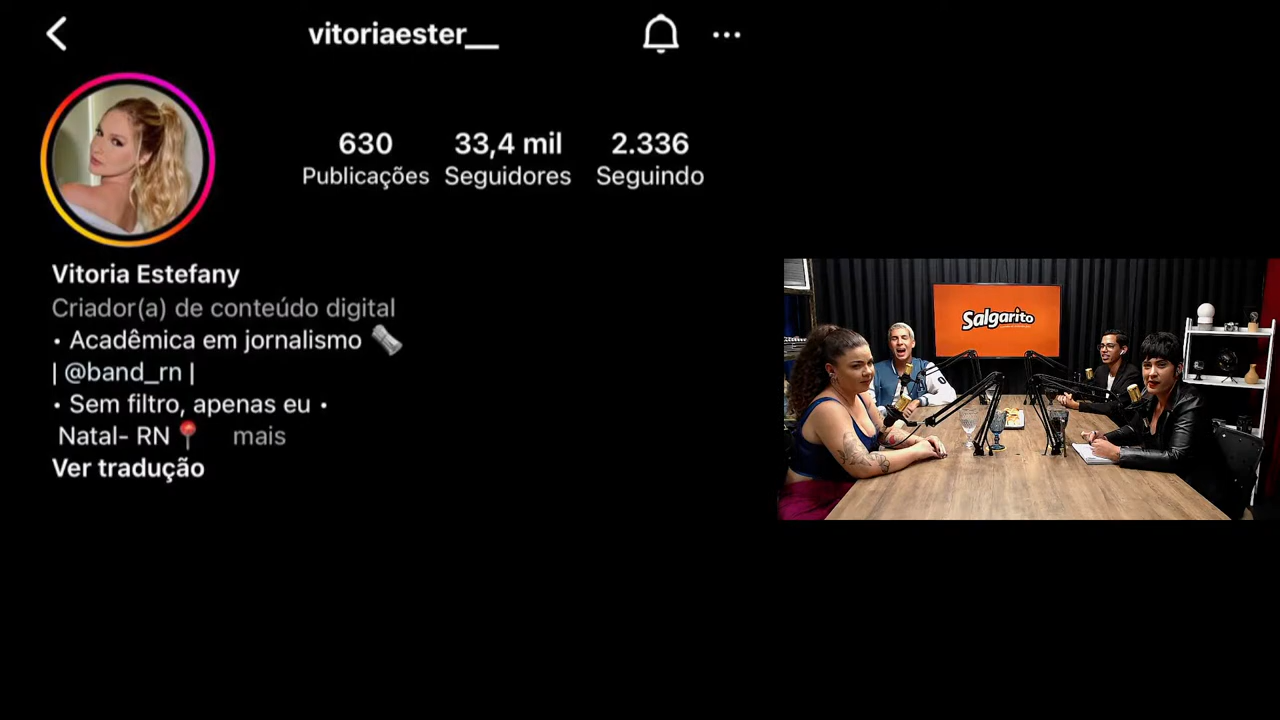 vitoriaester__
630
33,4 mil
2.336
Publicações
Seguidores
Seguindo
Vitoria Estefany
Criador(a) de conteúdo digital
• Acadêmica em jornalismo 🗞️
| @band_rn |
• Sem filtro, apenas eu •
Natal- RN📍 mais
Ver tradução
Salgarito